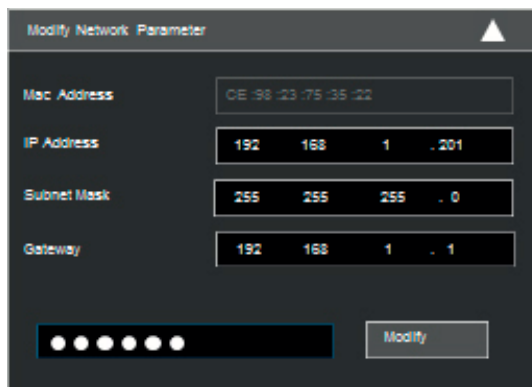 Modify Network Parameter
Mac Address CE :98 :23 :75 :35 :22
IP Address 192 168 1 . 201
Subnet Mask 255 255 255 . 0
Gateway 192 168 1 . 1
●●●●●● Modify